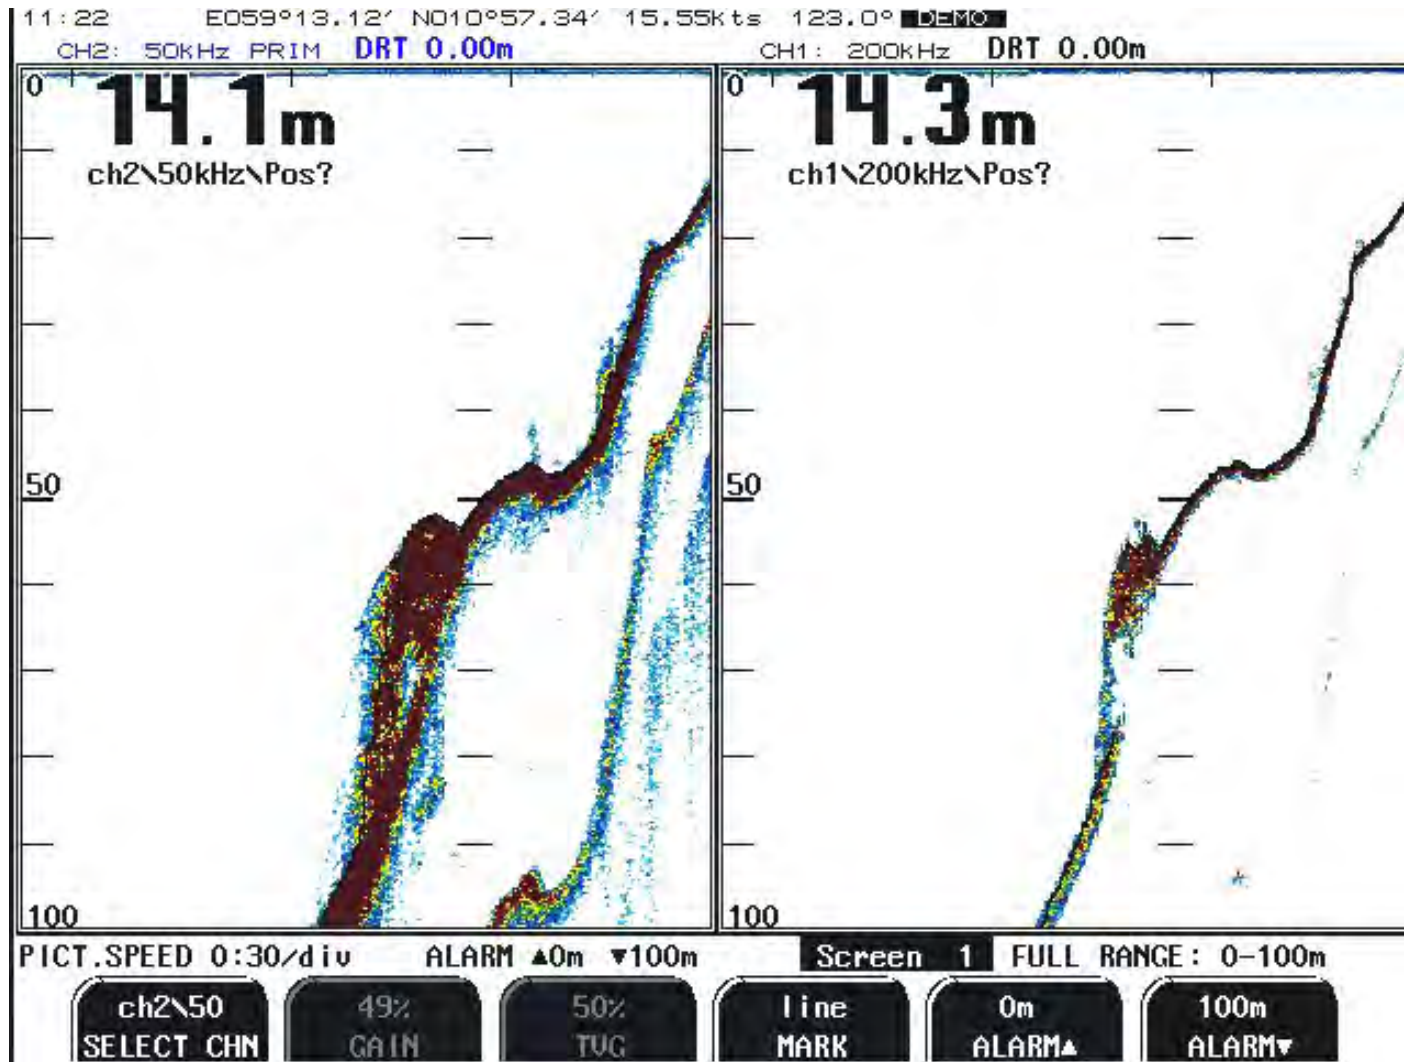 11:22 E059°13.12′ N010°57.34′ 15.55kts 123.0° DEMO
CH2: 50kHz PRIM DRT 0.00m CH1: 200kHz DRT 0.00m
0 14.1m 0 14.3m
ch2\50kHz\Pos? ch1\200kHz\Pos?
50 50
100 100
PICT.SPEED 0:30/div ALARM ▲0m ▼100m Screen 1 FULL RANGE: 0-100m
ch2\50 49% 50% line 0m 100m
SELECT CHN GAIN TVG MARK ALARM▲ ALARM▼